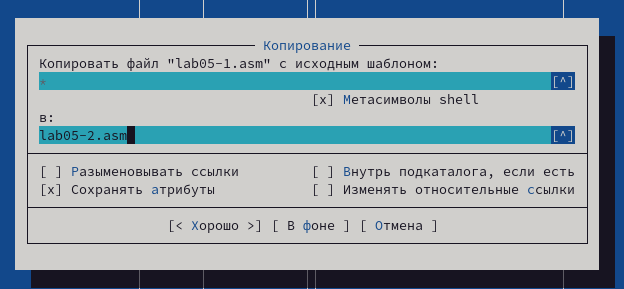 Копирование
Копировать файл "lab05-1.asm" с исходным шаблоном:
* [^]
[x] Метасимволы shell
в:
lab05-2.asm [^]
[ ] Разыменовывать ссылки [ ] Внутрь подкаталога, если есть
[x] Сохранять атрибуты [ ] Изменять относительные ссылки
[< Хорошо >] [ В фоне ] [ Отмена ]